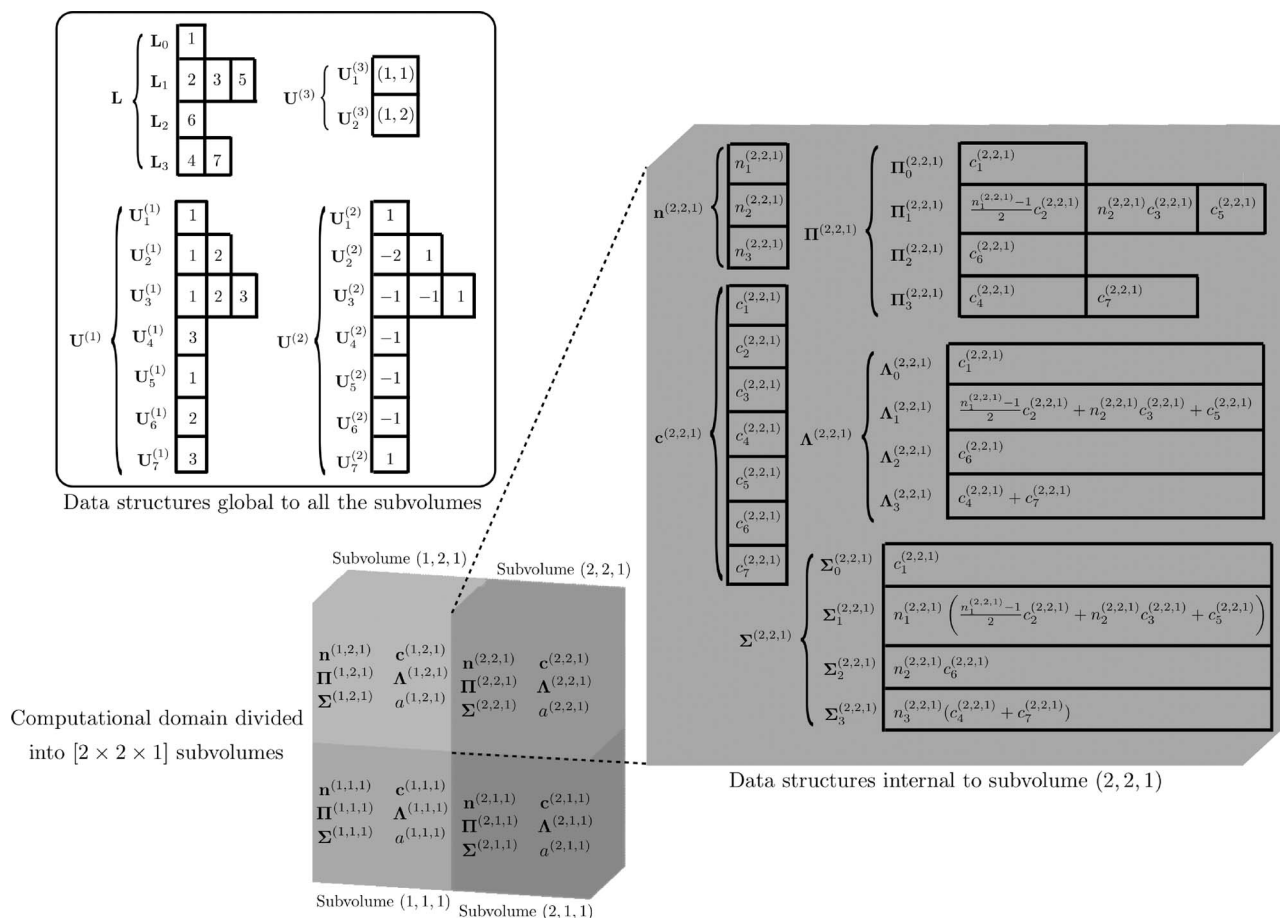 L
L₀ 1
L₁ 2 3 5
L₂ 6
L₃ 4 7
U⁽³⁾
U₁⁽³⁾ (1, 1)
U₂⁽³⁾ (1, 2)
U⁽¹⁾
U₁⁽¹⁾ 1
U₂⁽¹⁾ 1 2
U₃⁽¹⁾ 1 2 3
U₄⁽¹⁾ 3
U₅⁽¹⁾ 1
U₆⁽¹⁾ 2
U₇⁽¹⁾ 3
U⁽²⁾
U₁⁽²⁾ 1
U₂⁽²⁾ −2 1
U₃⁽²⁾ −1 −1 1
U₄⁽²⁾ −1
U₅⁽²⁾ −1
U₆⁽²⁾ −1
U₇⁽²⁾ 1
Data structures global to all the subvolumes
n^(2,2,1)
n₁^(2,2,1)
n₂^(2,2,1)
n₃^(2,2,1)
c^(2,2,1)
c₁^(2,2,1)
c₂^(2,2,1)
c₃^(2,2,1)
c₄^(2,2,1)
c₅^(2,2,1)
c₆^(2,2,1)
c₇^(2,2,1)
Π^(2,2,1)
Π₀^(2,2,1) c₁^(2,2,1)
Π₁^(2,2,1) (n₁^(2,2,1)−1)/2 c₂^(2,2,1) n₂^(2,2,1)c₃^(2,2,1) c₅^(2,2,1)
Π₂^(2,2,1) c₆^(2,2,1)
Π₃^(2,2,1) c₄^(2,2,1) c₇^(2,2,1)
Λ^(2,2,1)
Λ₀^(2,2,1) c₁^(2,2,1)
Λ₁^(2,2,1) (n₁^(2,2,1)−1)/2 c₂^(2,2,1) + n₂^(2,2,1)c₃^(2,2,1) + c₅^(2,2,1)
Λ₂^(2,2,1) c₆^(2,2,1)
Λ₃^(2,2,1) c₄^(2,2,1) + c₇^(2,2,1)
Σ^(2,2,1)
Σ₀^(2,2,1) c₁^(2,2,1)
Σ₁^(2,2,1) n₁^(2,2,1) ((n₁^(2,2,1)−1)/2 c₂^(2,2,1) + n₂^(2,2,1)c₃^(2,2,1) + c₅^(2,2,1))
Σ₂^(2,2,1) n₂^(2,2,1)c₆^(2,2,1)
Σ₃^(2,2,1) n₃^(2,2,1)(c₄^(2,2,1) + c₇^(2,2,1))
Data structures internal to subvolume (2, 2, 1)
Computational domain divided
into [2 × 2 × 1] subvolumes
Subvolume (1, 2, 1)
n^(1,2,1) c^(1,2,1)
Π^(1,2,1) Λ^(1,2,1)
Σ^(1,2,1) a^(1,2,1)
Subvolume (2, 2, 1)
n^(2,2,1) c^(2,2,1)
Π^(2,2,1) Λ^(2,2,1)
Σ^(2,2,1) a^(2,2,1)
n^(1,1,1) c^(1,1,1)
Π^(1,1,1) Λ^(1,1,1)
Σ^(1,1,1) a^(1,1,1)
Subvolume (1, 1, 1)
n^(2,1,1) c^(2,1,1)
Π^(2,1,1) Λ^(2,1,1)
Σ^(2,1,1) a^(2,1,1)
Subvolume (2, 1, 1)